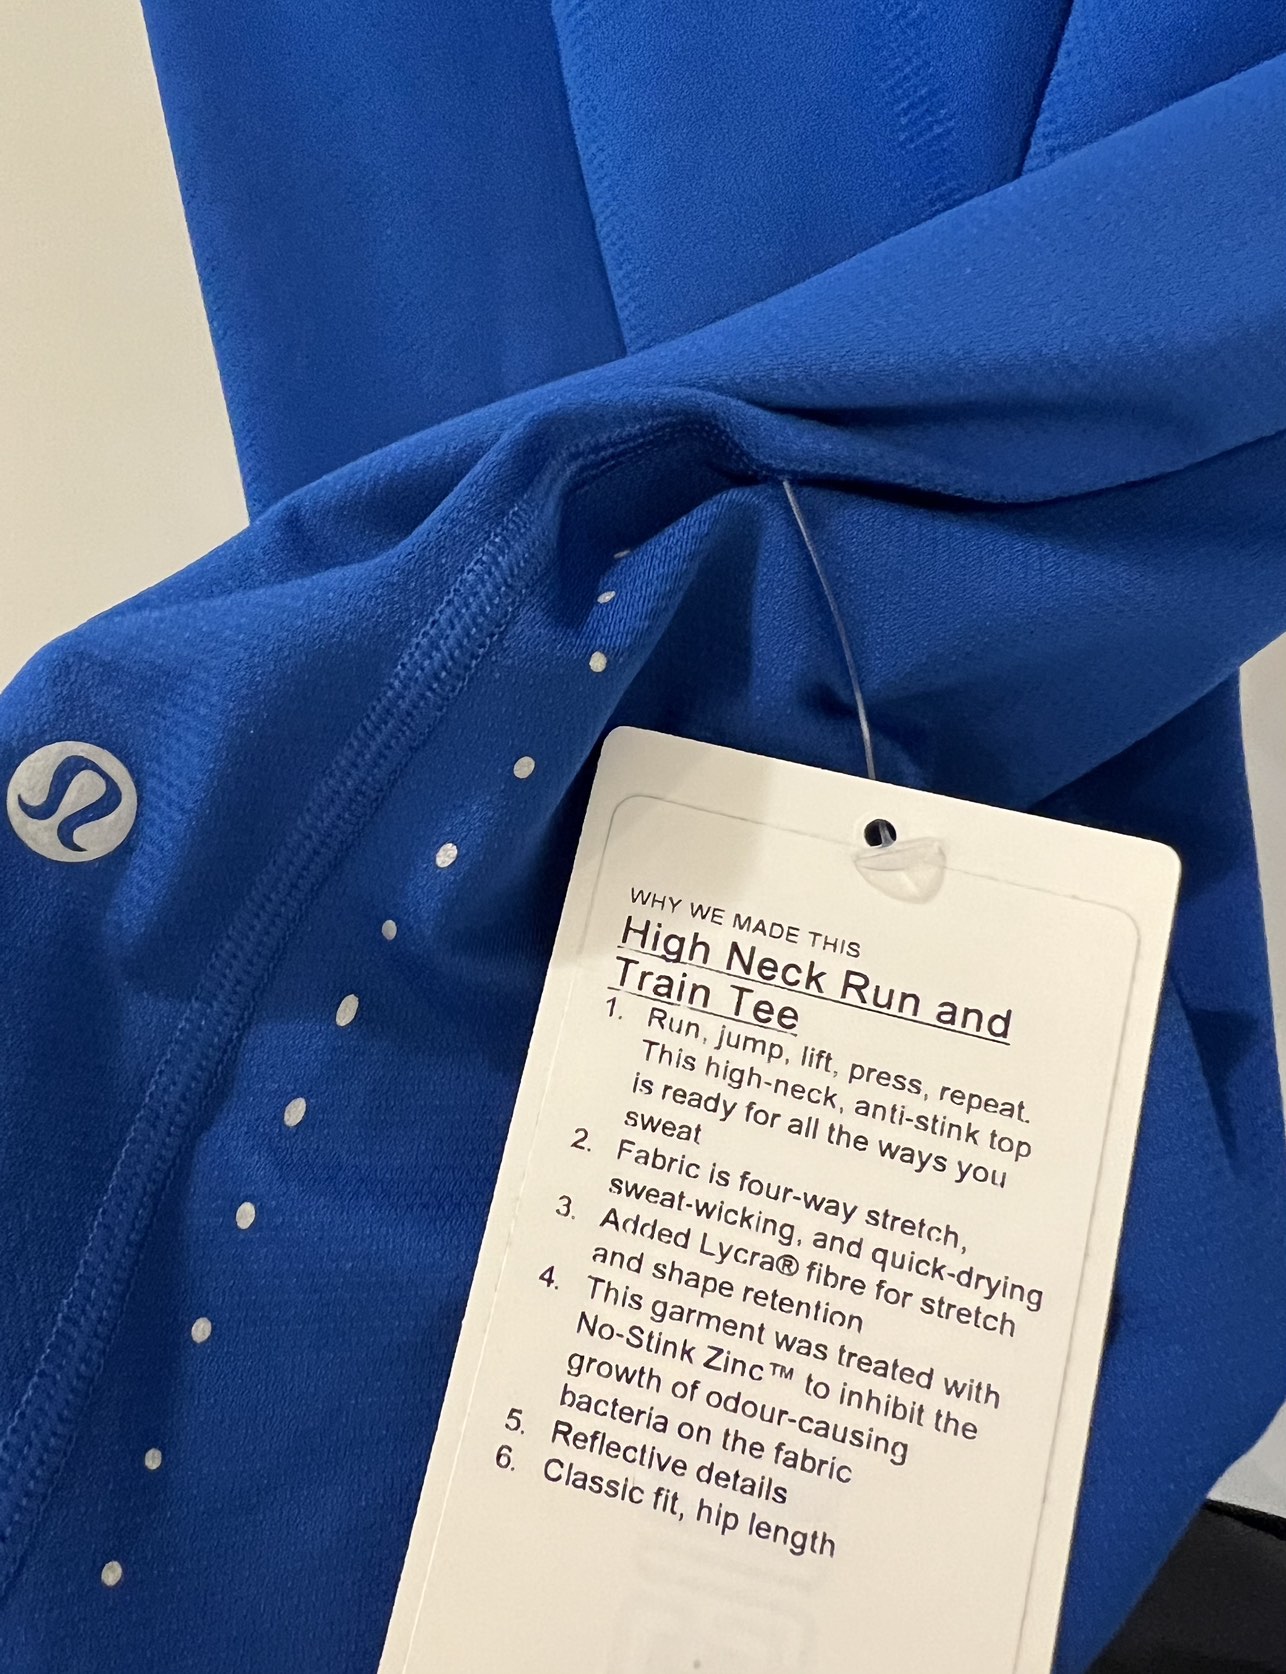 WHY WE MADE THIS
High Neck Run and
Train Tee
1. Run, jump, lift, press, repeat.
This high-neck, anti-stink top
is ready for all the ways you
sweat
2. Fabric is four-way stretch,
sweat-wicking, and quick-drying
3. Added Lycra® fibre for stretch
and shape retention
4. This garment was treated with
No-Stink Zinc™ to inhibit the
growth of odour-causing
bacteria on the fabric
5. Reflective details
6. Classic fit, hip length